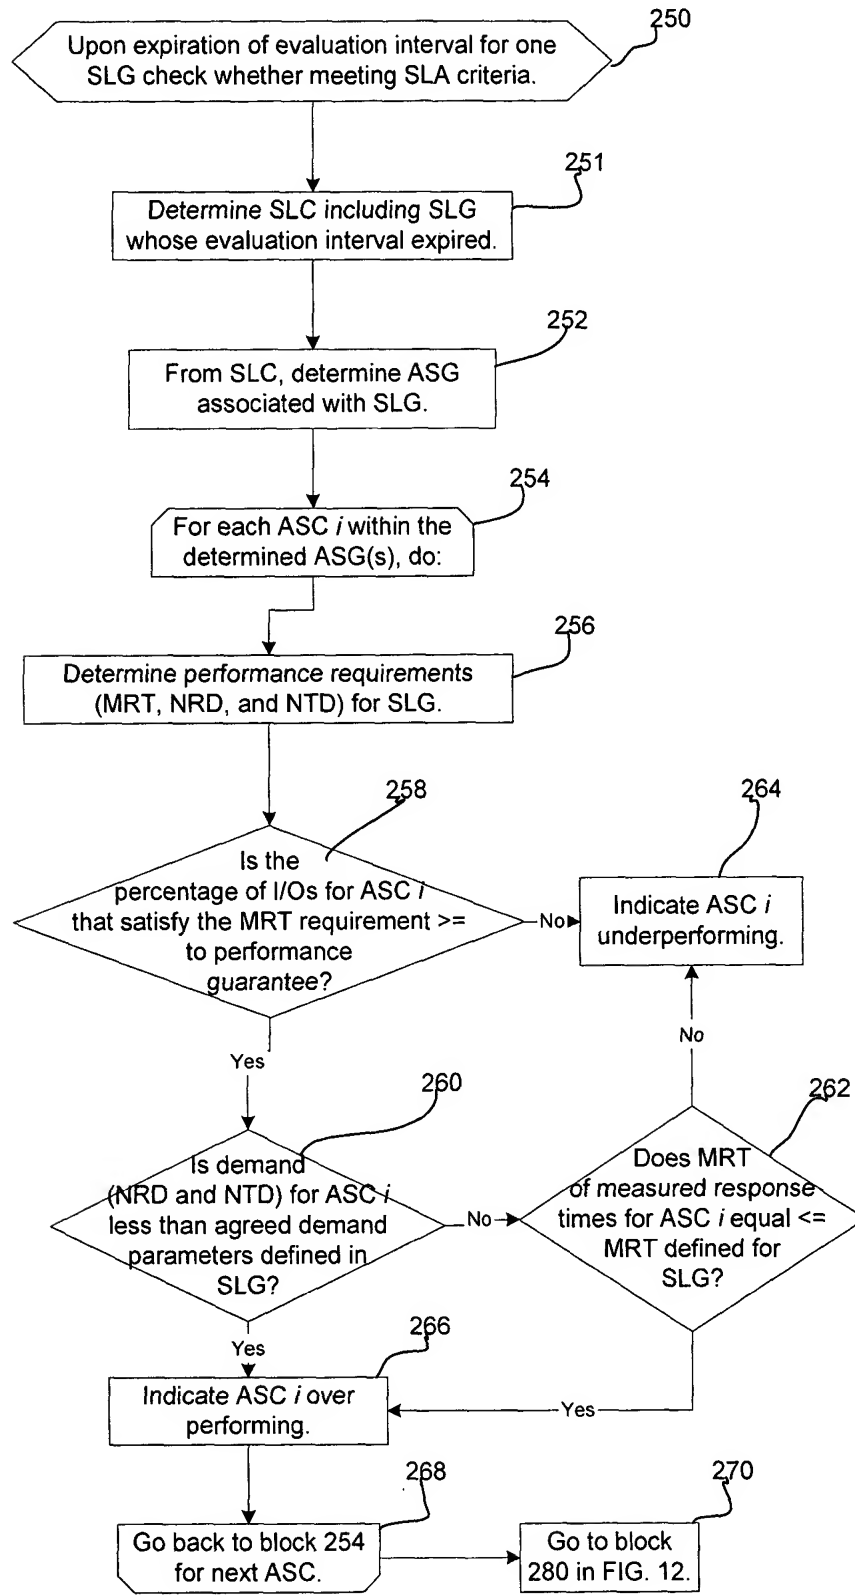 250
Upon expiration of evaluation interval for one
SLG check whether meeting SLA criteria.
251
Determine SLC including SLG
whose evaluation interval expired.
252
From SLC, determine ASG
associated with SLG.
254
For each ASC i within the
determined ASG(s), do:
256
Determine performance requirements
(MRT, NRD, and NTD) for SLG.
258
Is the
percentage of I/Os for ASC i
that satisfy the MRT requirement >=
to performance
guarantee?
No
264
Indicate ASC i
underperforming.
No
Yes
260
Is demand
(NRD and NTD) for ASC i
less than agreed demand
parameters defined in
SLG?
No
262
Does MRT
of measured response
times for ASC i equal <=
MRT defined for
SLG?
Yes
Yes
266
Indicate ASC i over
performing.
268
Go back to block 254
for next ASC.
270
Go to block
280 in FIG. 12.